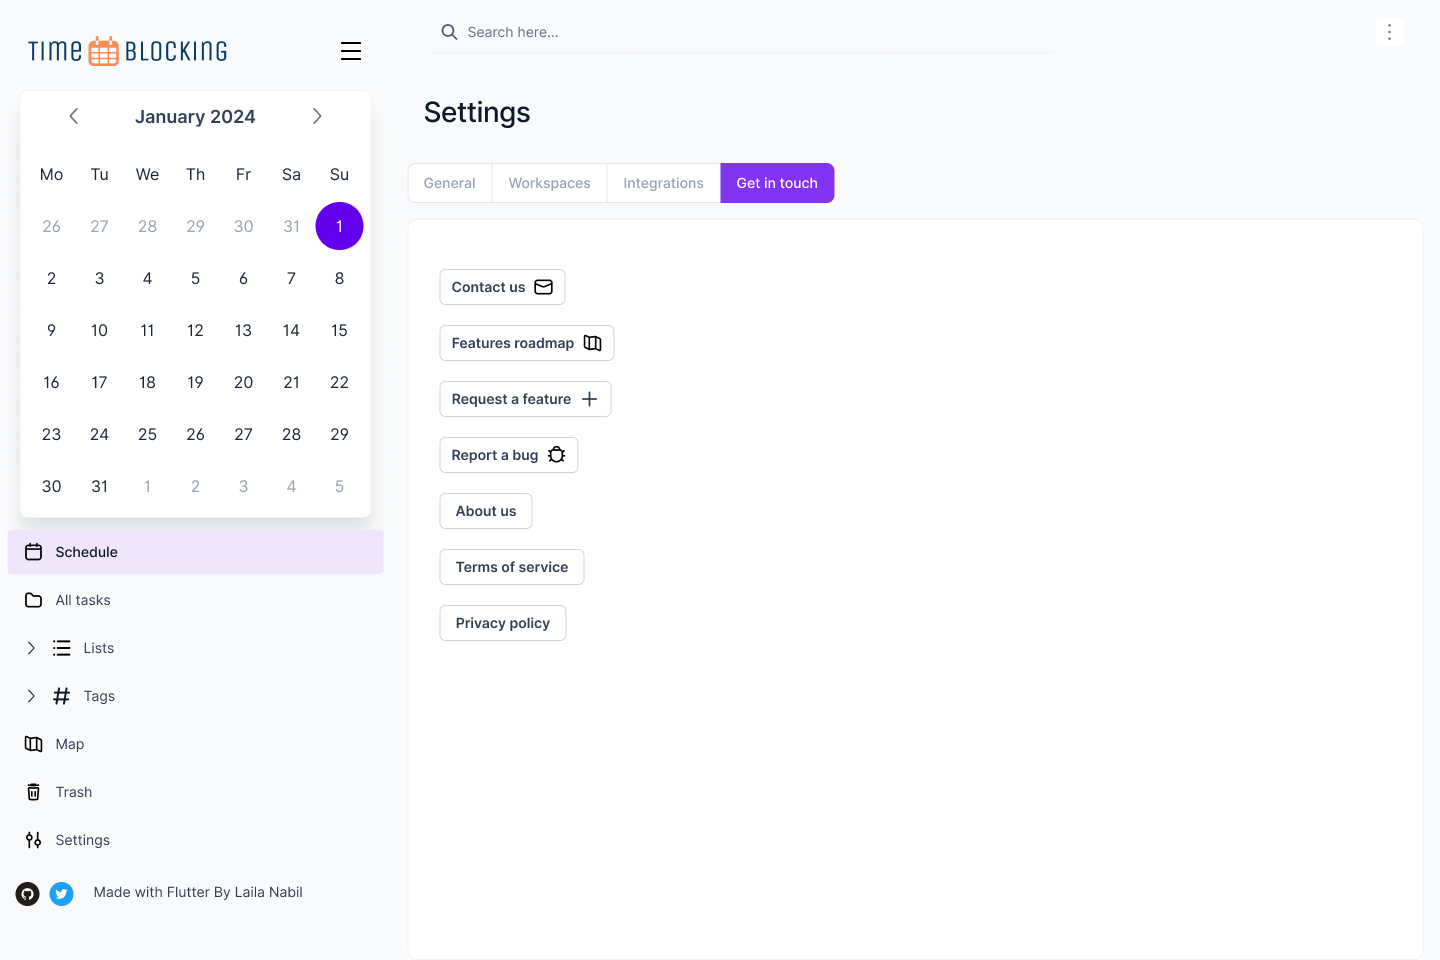 TIME BLOCKING
Search here...
January 2024
Mo Tu We Th Fr Sa Su
26 27 28 29 30 31 1
2 3 4 5 6 7 8
9 10 11 12 13 14 15
16 17 18 19 20 21 22
23 24 25 26 27 28 29
30 31 1 2 3 4 5
Schedule
All tasks
Lists
Tags
Map
Trash
Settings
Made with Flutter By Laila Nabil
Settings
General Workspaces Integrations Get in touch
Contact us
Features roadmap
Request a feature
Report a bug
About us
Terms of service
Privacy policy